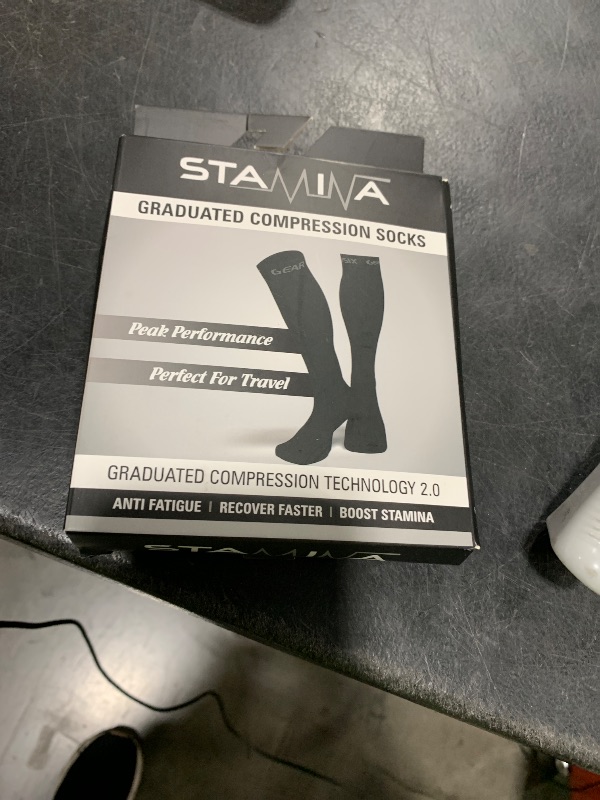 STAMINA
GRADUATED COMPRESSION SOCKS
GEAR
Peak Performance
Perfect For Travel
GRADUATED COMPRESSION TECHNOLOGY 2.0
ANTI FATIGUE | RECOVER FASTER | BOOST STAMINA
STAMINA